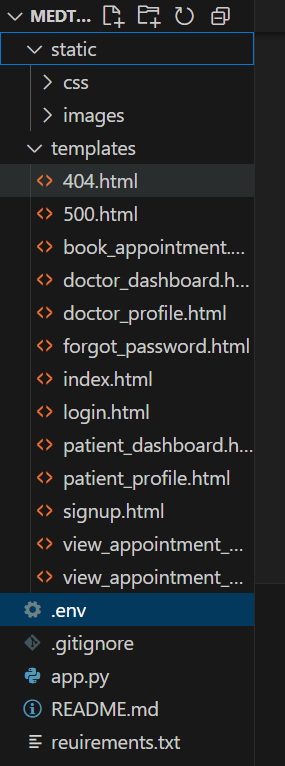 MEDT...
static
css
images
templates
404.html
500.html
book_appointment....
doctor_dashboard.h...
doctor_profile.html
forgot_password.html
index.html
login.html
patient_dashboard.h...
patient_profile.html
signup.html
view_appointment_...
view_appointment_...
.env
.gitignore
app.py
README.md
reuirements.txt